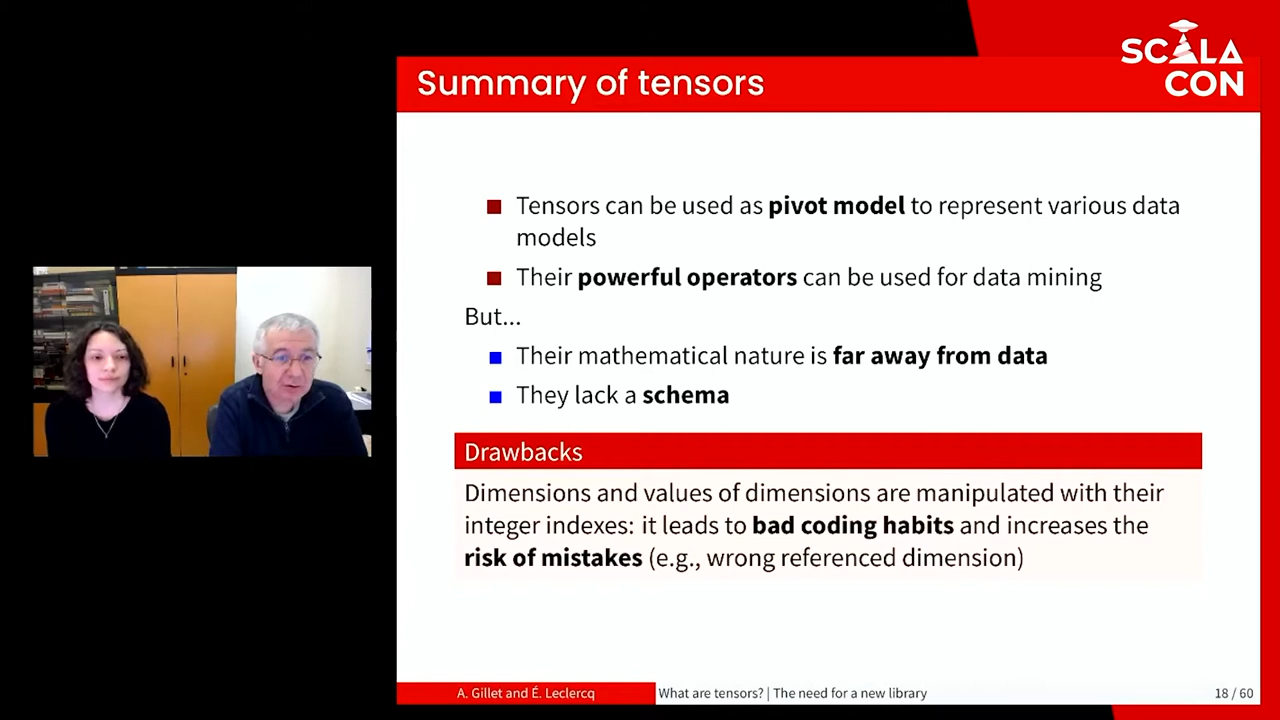 SCALA
CON
Summary of tensors
Tensors can be used as pivot model to represent various data
models
Their powerful operators can be used for data mining
But...
Their mathematical nature is far away from data
They lack a schema
Drawbacks
Dimensions and values of dimensions are manipulated with their
integer indexes: it leads to bad coding habits and increases the
risk of mistakes (e.g., wrong referenced dimension)
A. Gillet and É. Leclercq
What are tensors? | The need for a new library
18 / 60